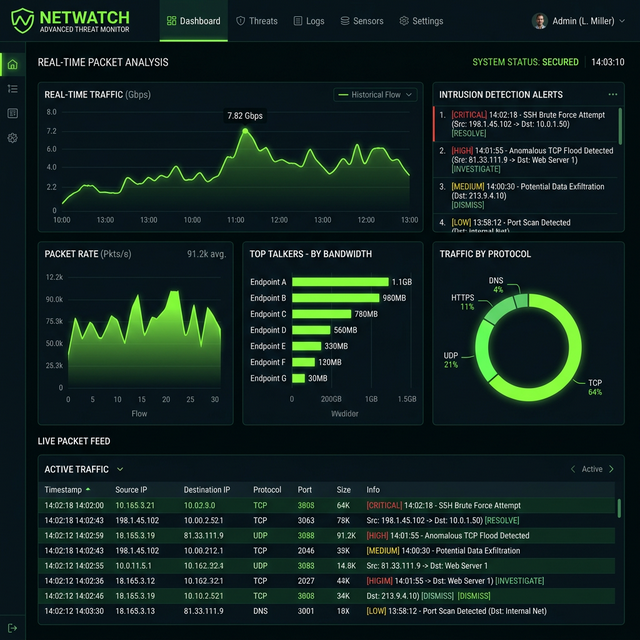 NETWATCH
ADVANCED THREAT MONITOR
Dashboard
Threats
Logs
Sensors
Settings
Admin (L. Miller)
REAL-TIME PACKET ANALYSIS
SYSTEM STATUS: SECURED
14:03:10
REAL-TIME TRAFFIC (Gbps)
Historical Flow
7.82 Gbps
8.0
7.2
6.0
4.0
2.2
0
10:00 13:00 12:00 10:00 11:00 12:00 12:00 13:00 13:00
INTRUSION DETECTION ALERTS
1. [CRITICAL] 14:02:18 - SSH Brute Force Attempt
(Src: 198.1.45.102 -> Dst: 10.0.1.50)
[RESOLVE]
2. [HIGH] 14:01:55 - Anomalous TCP Flood Detected
(Sre: 81.33.111.9 -> Dst: Web Server 1)
[INVESTIGATE]
3. [MEDIUM] 14:00:30 - Potential Data Exfiltration
(Dst: 213.9.4.10)
[DISMISS]
4. [LOW] 13:58:12 - Port Scan Detected
(Dst: Internal Net)
PACKET RATE (Pkts/s)
91.2k avg.
12.2k
90.0k
75.3k
50.0k
25.3k
0
0 5 10 15 20 25 30
Flow
TOP TALKERS - BY BANDWIDTH
Endpoint A 1.1GB
Endpoint B 980MB
Endpoint C 780MB
Endpoint D 560MB
Endpoint E 330MB
Endpoint F 120MB
Endpoint G 30MB
0 200GB 1GB 1.5GB
TRAFFIC BY PROTOCOL
DNS
4%
HTTPS
11%
UDP
21%
TCP
64%
LIVE PACKET FEED
ACTIVE TRAFFIC
Active
Timestamp Source IP Destination IP Protocol Port Size Info
14:02:18 14:02:00 10.165.3.21 10.02.9.0 TCP 3808 64K [CRITICAL] 14:02:18 - SSH Brute Force Attempt
14:02:18 14:02:43 198.1.45.102 10.00.2.52.1 TCP 3063 78K Src: 198.1.45.102 -> Dst: 10.0.1.50) [RESOLVE]
14:02:12 14:02:59 18.165.3.19 81.33.111.9 UDP 3088 91.2K [HIGH] 14:01:55 - Anomalous TCP Flood Detected
14:02:18 14:02:43 198.1.45.102 10.00.212.1 TCP 2046 33K [MEDIUM] 14:00:30 - Potential Data Exfiltration
14:02:12 14:02:55 10.0.11.5.1 10.162.32.4 UDP 3083 14.8K Src: 81.33.111.9 -> Dst: Web Server 1
14:02:12 14:02:36 18.165.3.12 10.162.32.1 TCP 2027 44K [HIGIM] 14:01:55 -> Dst: Web Server 1) [INVESTIGATE]
14:02:12 14:02:46 18.165.3.19 10.10.2.521 TCP 3808 34K Dst: 213.9.4.10) [DISMISS] [DISMISS]
14:02:12 14:03:30 18.165.3.13 81.33.111.9 DNS 3001 18X [LOW] 13:58:12 - Port Scan Detected (Dst: Internal Net)